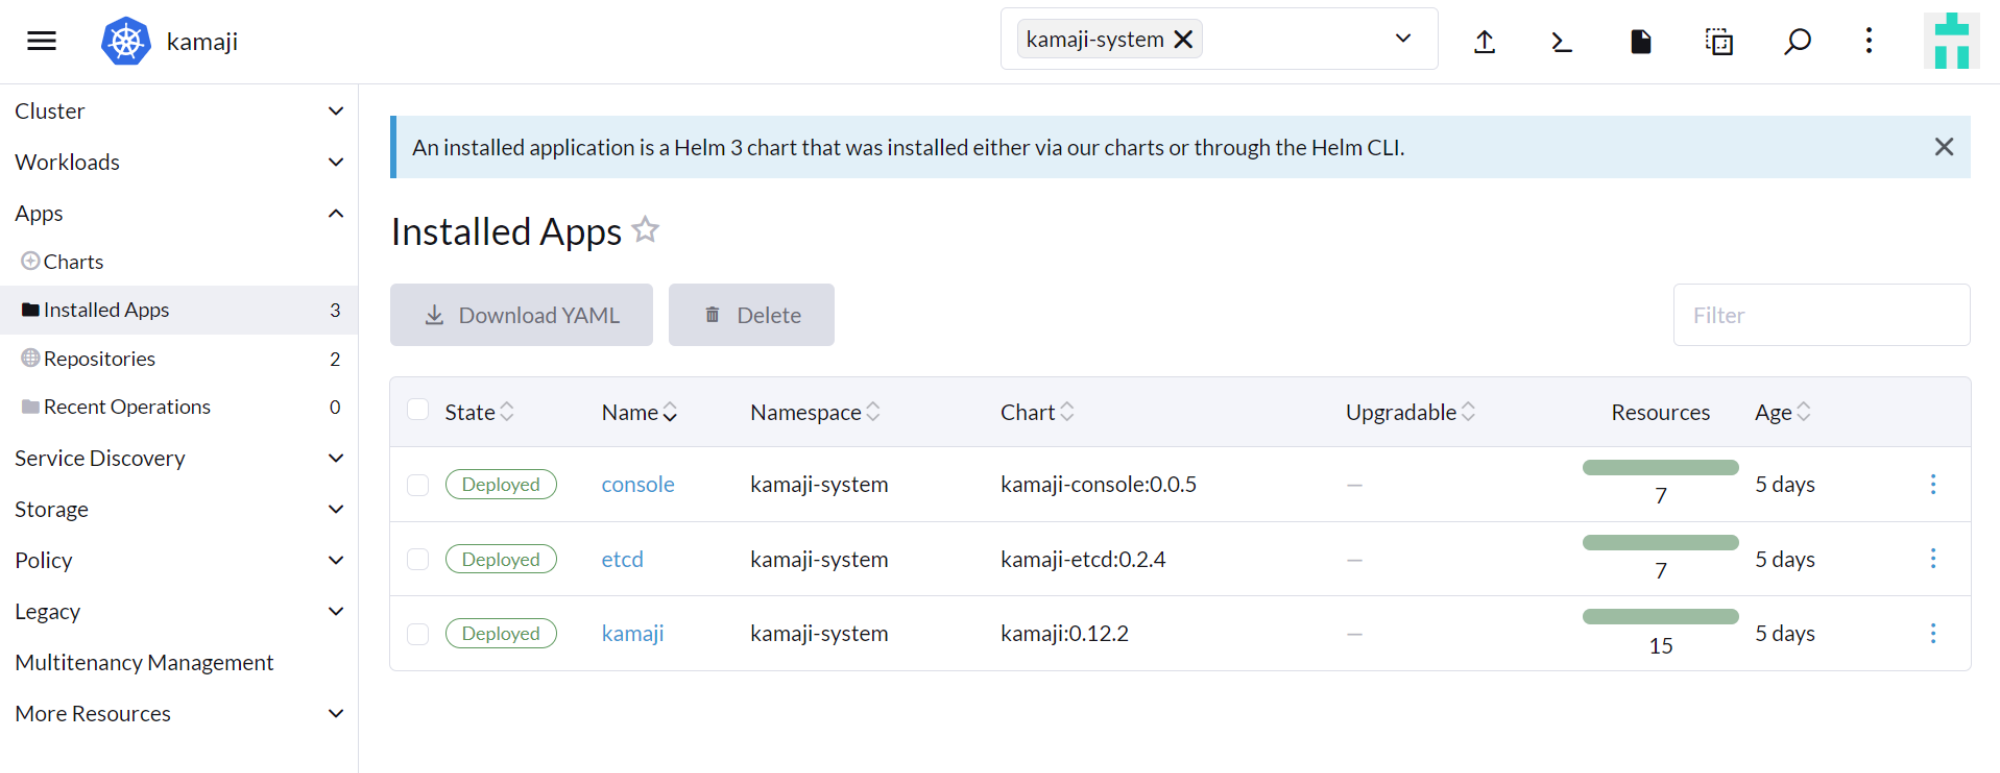 kamaji
kamaji-system
Cluster
Workloads
Apps
Charts
Installed Apps 3
Repositories 2
Recent Operations 0
Service Discovery
Storage
Policy
Legacy
Multitenancy Management
More Resources
An installed application is a Helm 3 chart that was installed either via our charts or through the Helm CLI.
Installed Apps
Download YAML Delete Filter
State Name Namespace Chart Upgradable Resources Age
Deployed console kamaji-system kamaji-console:0.0.5 — 7 5 days
Deployed etcd kamaji-system kamaji-etcd:0.2.4 — 7 5 days
Deployed kamaji kamaji-system kamaji:0.12.2 — 15 5 days